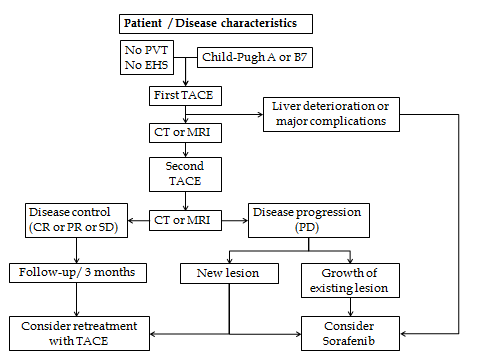 Patient / Disease characteristics
No PVT
No EHS
Child-Pugh A or B7
First TACE
Liver deterioration or
major complications
CT or MRI
Second
TACE
Disease control
(CR or PR or SD)
CT or MRI
Disease progression
(PD)
Follow-up/ 3 months
New lesion
Growth of
existing lesion
Consider retreatment
with TACE
Consider
Sorafenib